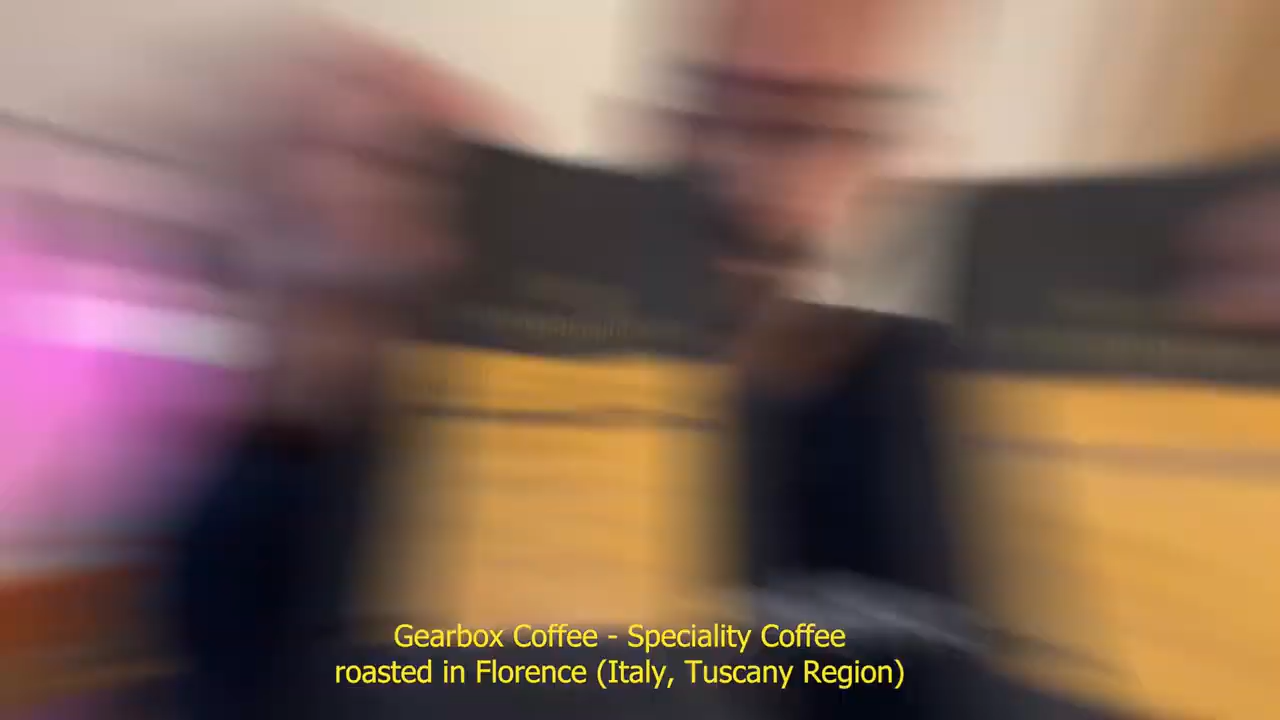 Gearbox Coffee - Speciality Coffee
roasted in Florence (Italy, Tuscany Region)